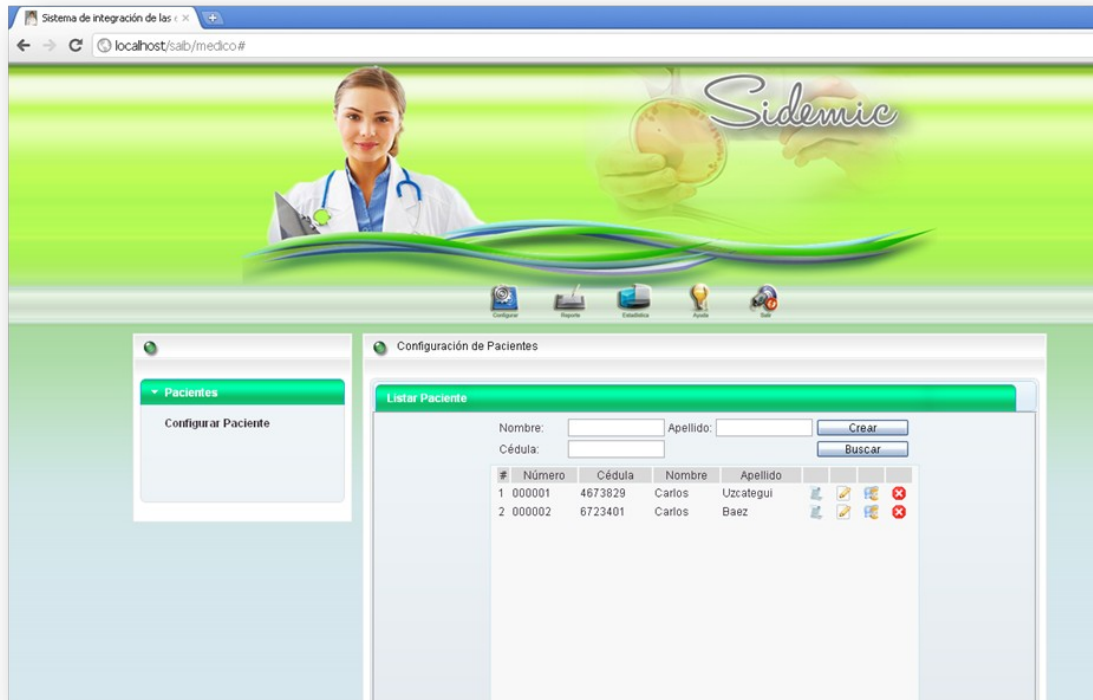 Sistema de integración de las e
localhost/saib/medico#
Sidemic
Configurar Reporte Estadística Ayuda Salir
Configuración de Pacientes
Pacientes
Configurar Paciente
Listar Paciente
Nombre: Apellido: Crear
Cédula: Buscar
# Número Cédula Nombre Apellido
1 000001 4673829 Carlos Uzcategui
2 000002 6723401 Carlos Baez